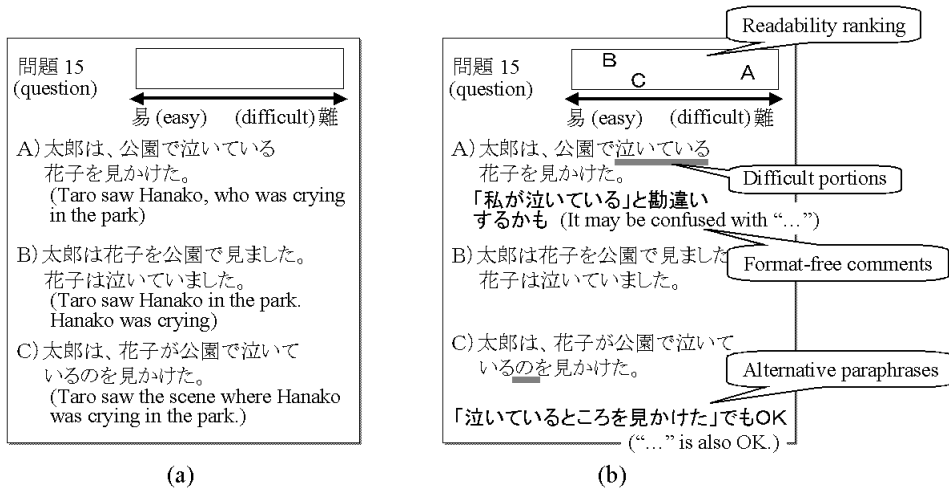 問題 15
(question)
易 (easy) (difficult) 難
A) 太郎は、公園で泣いている
花子を見かけた。
(Taro saw Hanako, who was crying
in the park)
B) 太郎は花子を公園で見ました。
花子は泣いていました。
(Taro saw Hanako in the park.
Hanako was crying)
C) 太郎は、花子が公園で泣いて
いるのを見かけた。
(Taro saw the scene where Hanako
was crying in the park.)
(a)
Readability ranking
問題 15
(question)
B
C
A
易 (easy) (difficult) 難
A) 太郎は、公園で泣いている
花子を見かけた。
Difficult portions
「私が泣いている」と勘違い
するかも (It may be confused with “…”)
B) 太郎は花子を公園で見ました
花子は泣いていました。
Format-free comments
C) 太郎は、花子が公園で泣いて
いるのを見かけた。
Alternative paraphrases
「泣いているところを見かけた」でもOK
(“…” is also OK.)
(b)